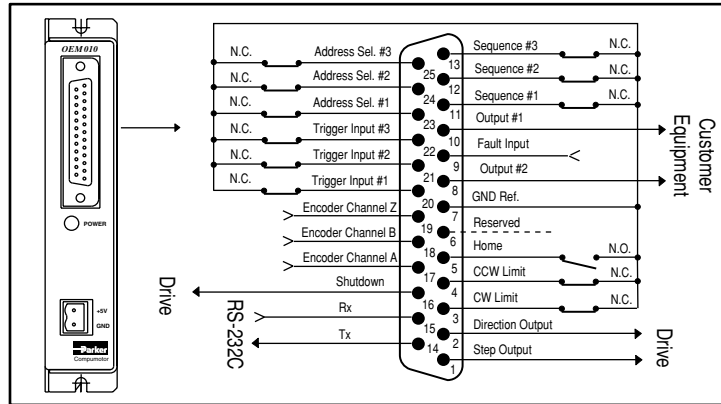 OEM010
POWER
+5V
GND
Parker
Compumotor
N.C.
Address Sel. #3
N.C.
Address Sel. #2
N.C.
Address Sel. #1
N.C.
Trigger Input #3
N.C.
Trigger Input #2
N.C.
Trigger Input #1
Encoder Channel Z
Encoder Channel B
Encoder Channel A
Shutdown
Rx
Tx
Drive
RS-232C
25
24
23
22
21
20
19
18
17
16
15
14
13
12
11
10
9
8
7
6
5
4
3
2
1
Sequence #3
N.C.
Sequence #2
N.C.
Sequence #1
N.C.
Output #1
Fault Input
Output #2
GND Ref.
Reserved
Home
N.O.
CCW Limit
N.C.
CW Limit
N.C.
Direction Output
Step Output
Customer
Equipment
Drive